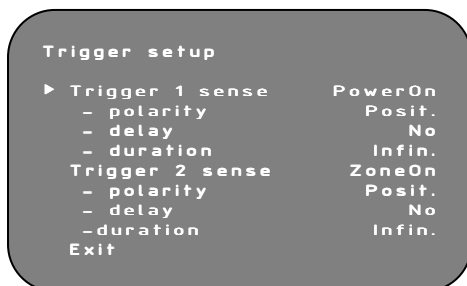 Trigger setup
▶ Trigger 1 sense PowerOn
– polarity Posit.
– delay No
– duration Infin.
Trigger 2 sense ZoneOn
– polarity Posit.
– delay No
–duration Infin.
Exit